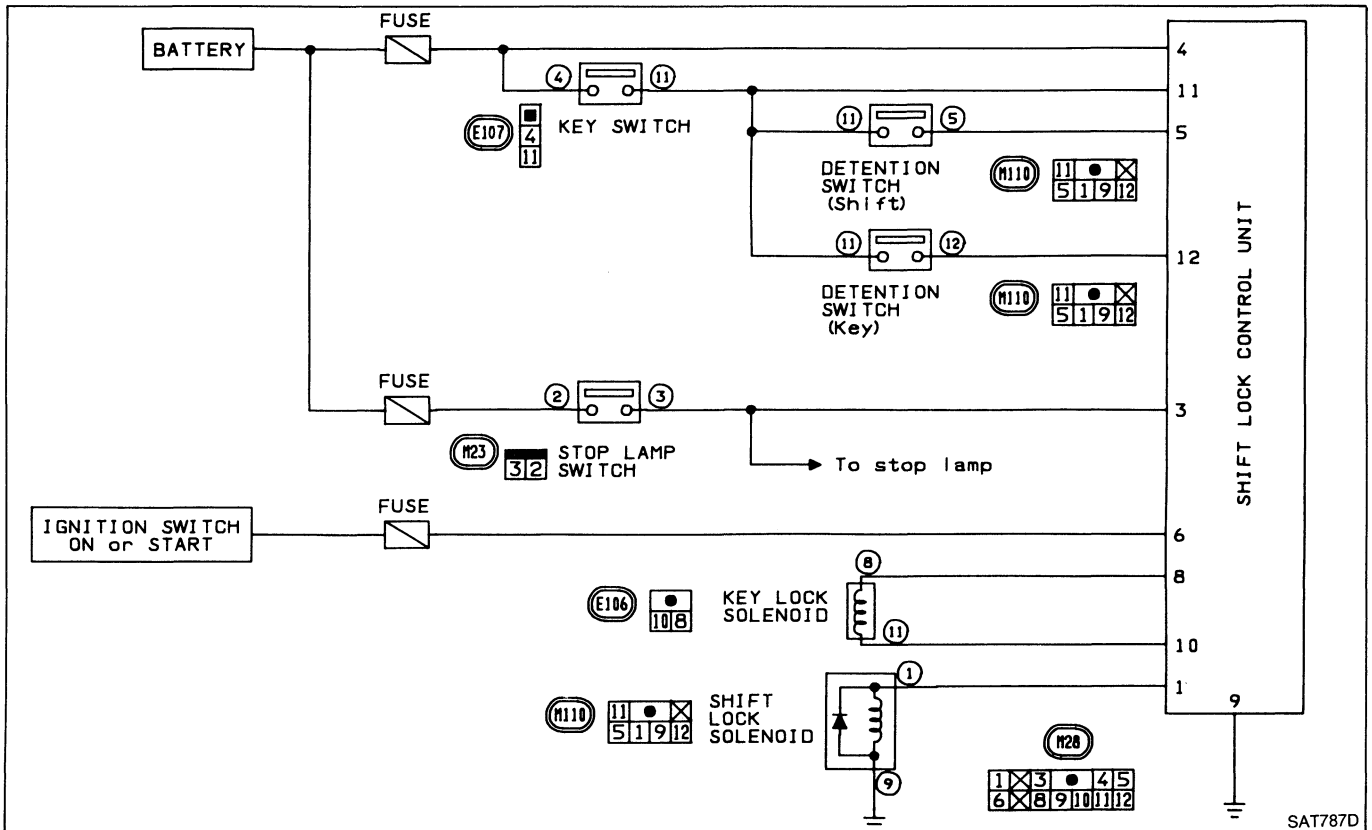 FUSE
BATTERY
4
4
11
11
E107
4
11
KEY SWITCH
11
5
5
DETENTION
SWITCH
(Shift)
M110
11
5 1 9 12
11
12
12
DETENTION
SWITCH
(Key)
M110
11
5 1 9 12
SHIFT LOCK CONTROL UNIT
FUSE
2
3
3
M23
3 2
STOP LAMP
SWITCH
To stop lamp
FUSE
IGNITION SWITCH
ON or START
6
8
8
E106
10 8
KEY LOCK
SOLENOID
11
10
1
1
M110
11
5 1 9 12
SHIFT
LOCK
SOLENOID
9
9
M28
1 3 4 5
6 8 9 10 11 12
SAT787D